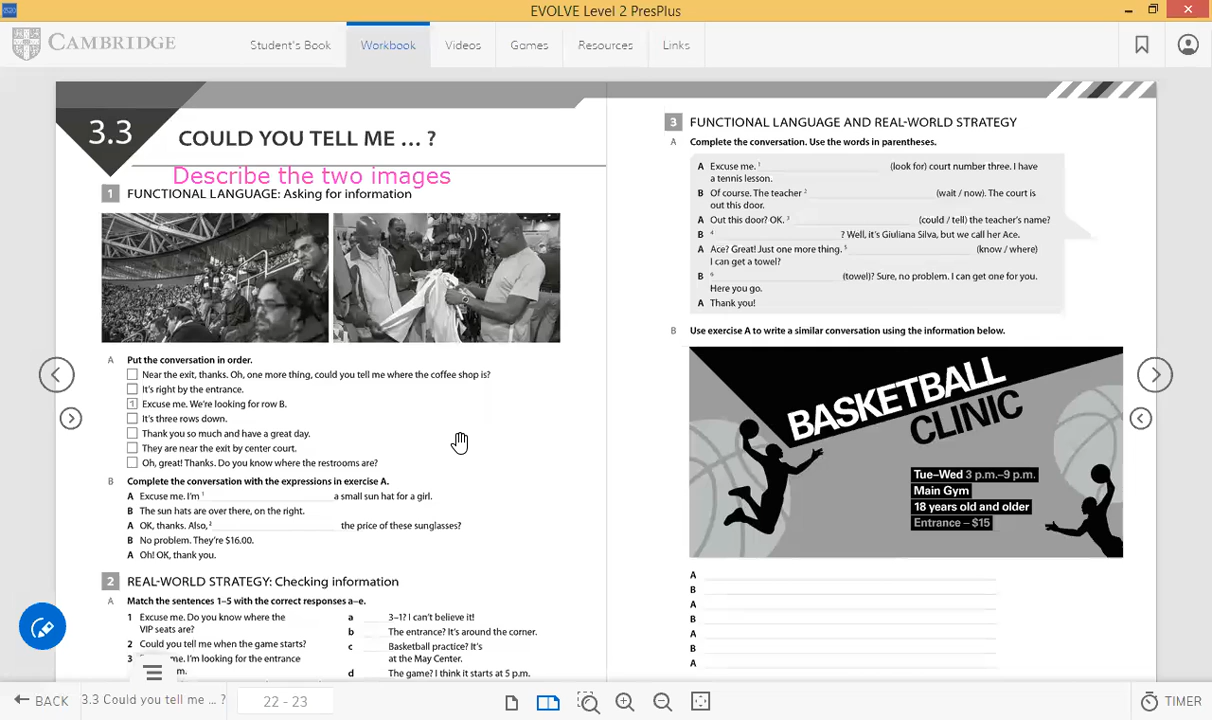 EVOLVE Level 2 PresPlus
CAMBRIDGE
Student's Book
Workbook
Videos
Games
Resources
Links
3.3
COULD YOU TELL ME … ?
Describe the two images
1 FUNCTIONAL LANGUAGE: Asking for information
A Put the conversation in order.
Near the exit, thanks. Oh, one more thing, could you tell me where the coffee shop is?
It's right by the entrance.
1 Excuse me. We're looking for row B.
It's three rows down.
Thank you so much and have a great day.
They are near the exit by center court.
Oh, great! Thanks. Do you know where the restrooms are?
B Complete the conversation with the expressions in exercise A.
A Excuse me. I'm 1 a small sun hat for a girl.
B The sun hats are over there, on the right.
A OK, thanks. Also, 2 the price of these sunglasses?
B No problem. They're $16.00.
A Oh! OK, thank you.
2 REAL-WORLD STRATEGY: Checking information
A Match the sentences 1–5 with the correct responses a–e.
1 Excuse me. Do you know where the
VIP seats are?
2 Could you tell me when the game starts?
3 me. I'm looking for the entrance
m.
a 3–1? I can't believe it!
b The entrance? It's around the corner.
c Basketball practice? It's
at the May Center.
d The game? I think it starts at 5 p.m.
3 FUNCTIONAL LANGUAGE AND REAL-WORLD STRATEGY
A Complete the conversation. Use the words in parentheses.
A Excuse me. 1 (look for) court number three. I have
a tennis lesson.
B Of course. The teacher 2 (wait / now). The court is
out this door.
A Out this door? OK. 3 (could / tell) the teacher's name?
B 4 ? Well, it's Giuliana Silva, but we call her Ace.
A Ace? Great! Just one more thing. 5 (know / where)
I can get a towel?
B 6 (towel)? Sure, no problem. I can get one for you.
Here you go.
A Thank you!
B Use exercise A to write a similar conversation using the information below.
BASKETBALL
CLINIC
Tue–Wed 3 p.m.–9 p.m.
Main Gym
18 years old and older
Entrance – $15
A
B
A
B
A
B
A
BACK
3.3 Could you tell me ... ?
22 - 23
TIMER